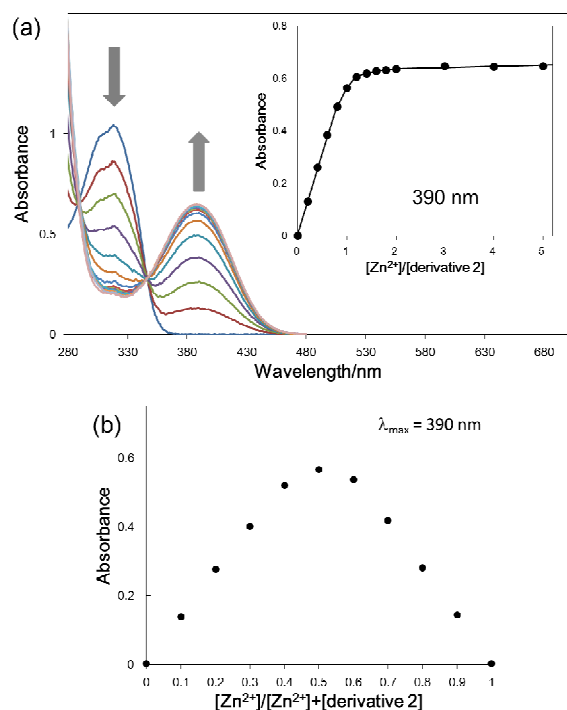 (a)
Absorbance
1
0.5
0
280 330 380 430 480 530 580 630 680
Wavelength/nm
Absorbance
0.8
0.6
0.4
0.2
0
0 1 2 3 4 5
390 nm
[Zn²⁺]/[derivative 2]
(b)
λmax = 390 nm
Absorbance
0.6
0.4
0.2
0
0 0.1 0.2 0.3 0.4 0.5 0.6 0.7 0.8 0.9 1
[Zn²⁺]/[Zn²⁺]+[derivative 2]